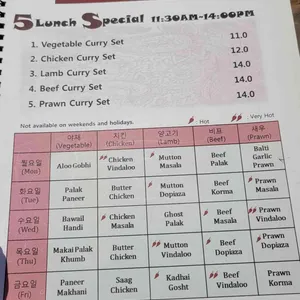 5 Lunch Special 11:30AM-14:00PM
1. Vegetable Curry Set 11.0
2. Chicken Curry Set 12.0
3. Lamb Curry Set 14.0
4. Beef Curry Set 14.0
5. Prawn Curry Set 14.0
Not available on weekends and holidays. : Hot : Very Hot
야채 치킨 양고기 비프 새우
(Vegetable) (Chicken) (Lamb) (Beef) (Prawn)
월요일 (Mon) Aloo Gobhi Chicken Vindaloo Mutton Masala Beef Palak Balti Garlic Prawn
화요일 (Tue) Palak Paneer Butter Chicken Mutton Dopiaza Beef Korma Prawn Masala
수요일 (Wed) Bawail Handi Chicken Masala Ghost Palak Beef Masala Prawn Vindaloo
목요일 (Thu) Makai Palak Khumb Butter Chicken Mutton Vindaloo Beef Dopiaza Prawn Dopiaza
금요일 (Fri) Paneer Makhani Saag Chicken Kadhai Gosht Beef Vindaloo Prawn Korma